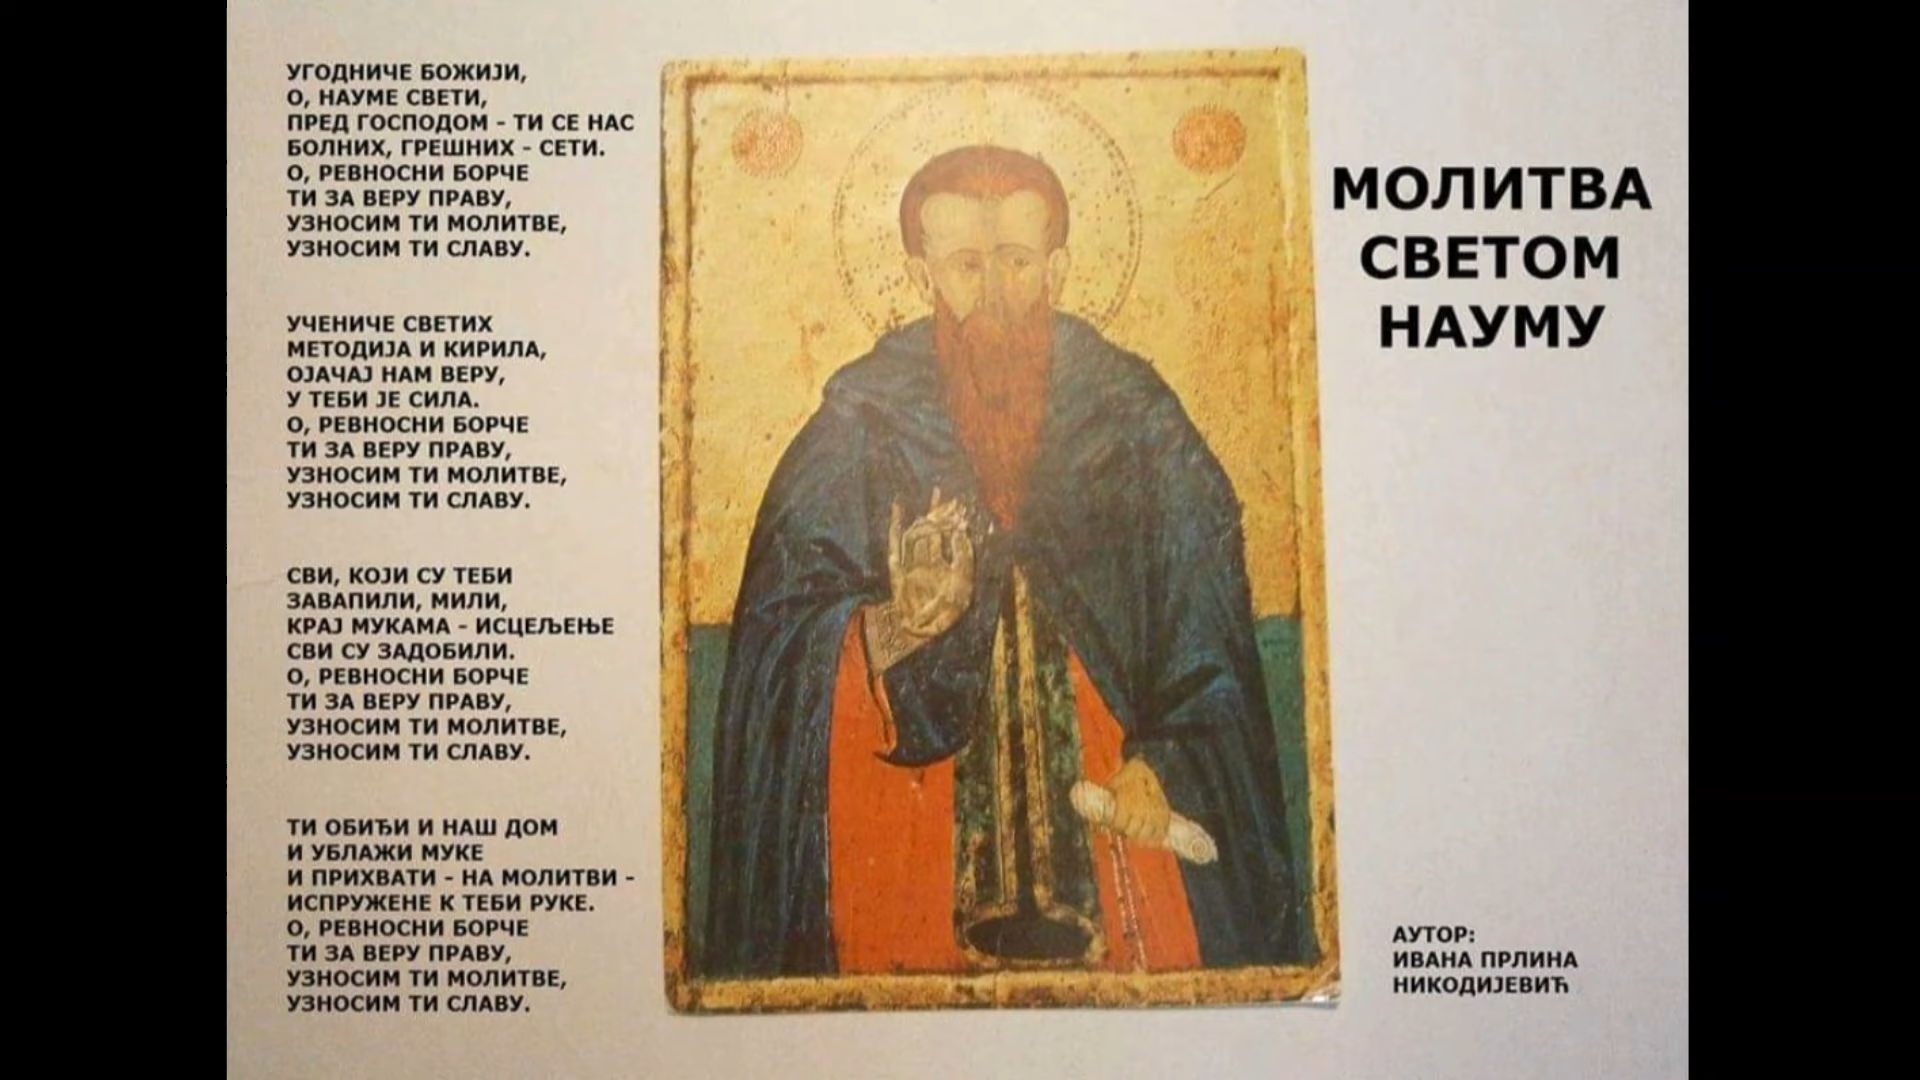 УГОДНИЧЕ БОЖИЈИ,
О, НАУМЕ СВЕТИ,
ПРЕД ГОСПОДОМ - ТИ СЕ НАС
БОЛНИХ, ГРЕШНИХ - СЕТИ.
О, РЕВНОСНИ БОРЧЕ
ТИ ЗА ВЕРУ ПРАВУ,
УЗНОСИМ ТИ МОЛИТВЕ,
УЗНОСИМ ТИ СЛАВУ.
УЧЕНИЧЕ СВЕТИХ
МЕТОДИЈА И КИРИЛА,
ОЈАЧАЈ НАМ ВЕРУ,
У ТЕБИ ЈЕ СИЛА.
О, РЕВНОСНИ БОРЧЕ
ТИ ЗА ВЕРУ ПРАВУ,
УЗНОСИМ ТИ МОЛИТВЕ,
УЗНОСИМ ТИ СЛАВУ.
СВИ, КОЈИ СУ ТЕБИ
ЗАВАПИЛИ, МИЛИ,
КРАЈ МУКАМА - ИСЦЕЉЕЊЕ
СВИ СУ ЗАДОБИЛИ.
О, РЕВНОСНИ БОРЧЕ
ТИ ЗА ВЕРУ ПРАВУ,
УЗНОСИМ ТИ МОЛИТВЕ,
УЗНОСИМ ТИ СЛАВУ.
ТИ ОБИЂИ И НАШ ДОМ
И УБЛАЖИ МУКЕ
И ПРИХВАТИ - НА МОЛИТВИ -
ИСПРУЖЕНЕ К ТЕБИ РУКЕ.
О, РЕВНОСНИ БОРЧЕ
ТИ ЗА ВЕРУ ПРАВУ,
УЗНОСИМ ТИ МОЛИТВЕ,
УЗНОСИМ ТИ СЛАВУ.
МОЛИТВА
СВЕТОМ
НАУМУ
АУТОР:
ИВАНА ПРЛИНА
НИКОДИЈЕВИЋ